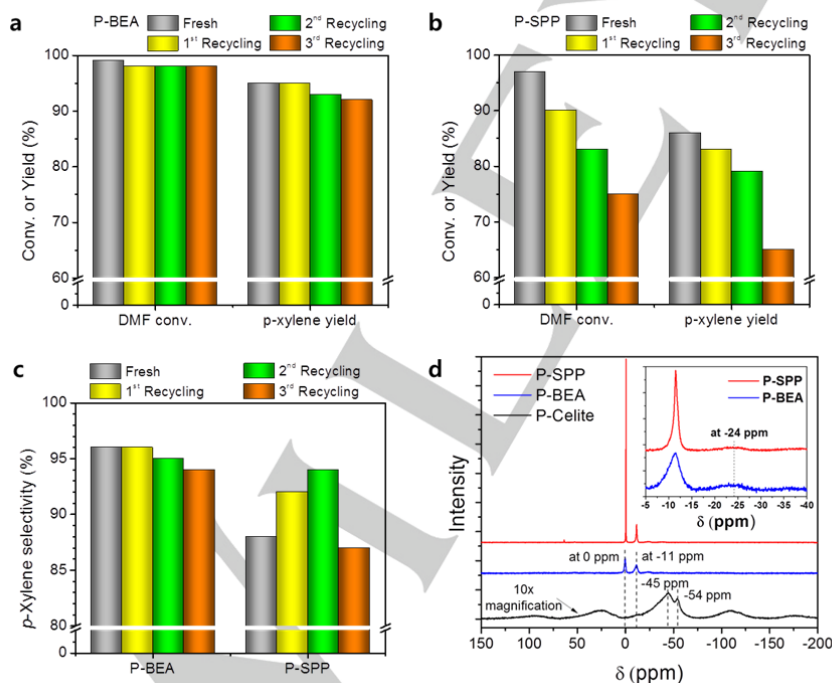 a
P-BEA
Fresh
2nd Recycling
1st Recycling
3rd Recycling
Conv. or Yield (%)
100
90
80
70
60
0
DMF conv.
p-xylene yield
b
P-SPP
Fresh
2nd Recycling
1st Recycling
3rd Recycling
Conv. or Yield (%)
100
90
80
70
60
0
DMF conv.
p-xylene yield
c
Fresh
2nd Recycling
1st Recycling
3rd Recycling
p-Xylene selectivity (%)
100
95
90
85
80
0
P-BEA
P-SPP
d
P-SPP
P-BEA
P-Celite
Intensity
P-SPP
P-BEA
at -24 ppm
-5 -10 -15 -20 -25 -30 -35 -40
δ (ppm)
at 0 ppm
at -11 ppm
-45 ppm
-54 ppm
10x
magnification
150 100 50 0 -50 -100 -150 -200
δ (ppm)